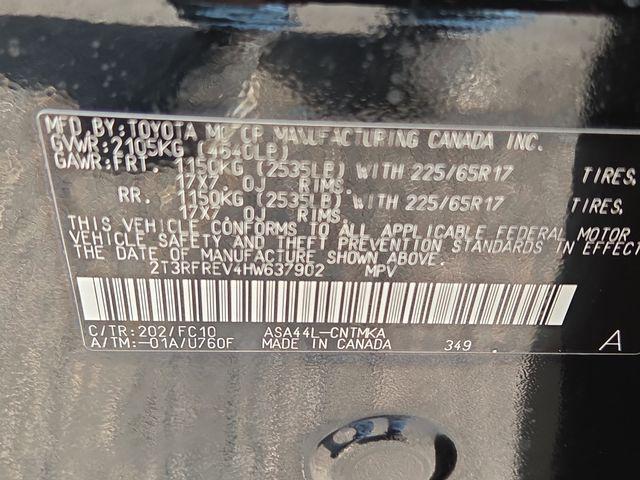 MFD.BY:TOYOTA MOTOR MANUFACTURING CANADA INC.
GVWR:2105KG (4640LB)
GAWR:FRT. 1150KG (2535LB) WITH 225/65R17 TIRES,
17X7.0J RIMS.
RR. 1150KG (2535LB) WITH 225/65R17 TIRES,
17X7.0J RIMS.
THIS VEHICLE CONFORMS TO ALL APPLICABLE FEDERAL MOTOR
VEHICLE SAFETY AND THEFT PREVENTION STANDARDS IN EFFECT
THE DATE OF MANUFACTURE SHOWN ABOVE.
2T3RFREV4HW637902 MPV
C/TR:202/FC10 ASA44L-CNTMKA
A/TM:-01A/U760F MADE IN CANADA 349 A